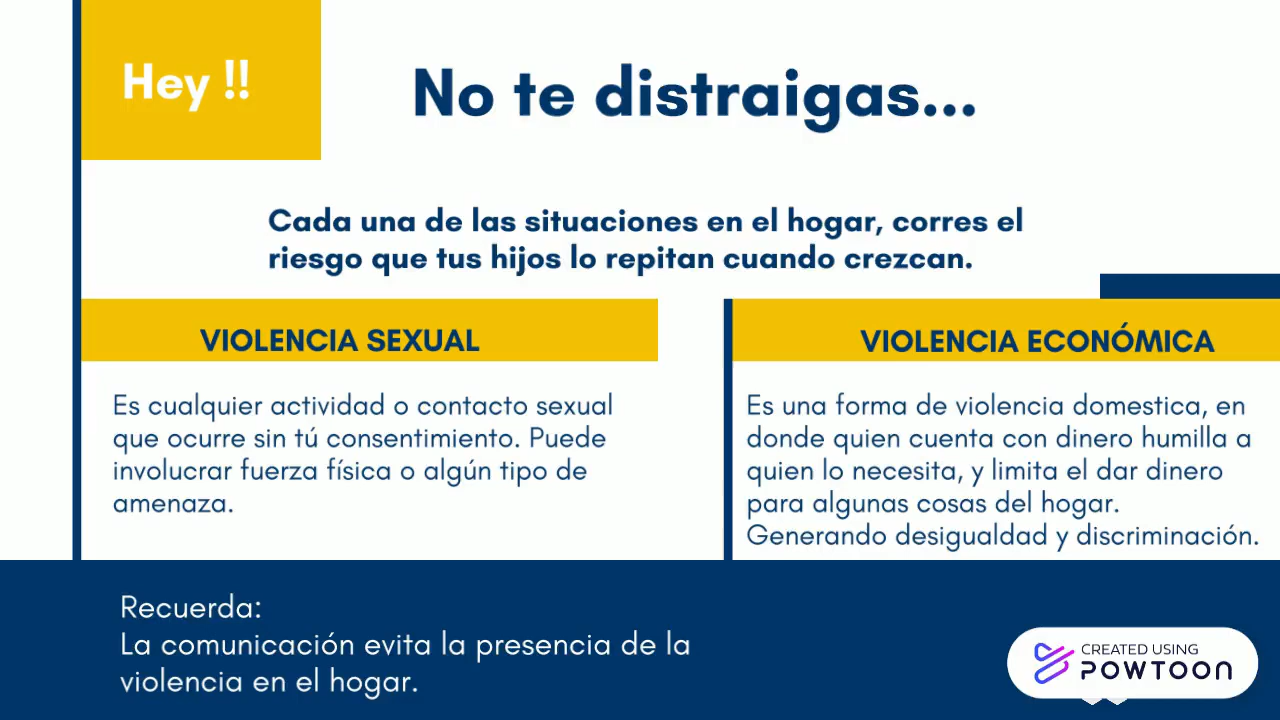 Hey !!
No te distraigas...
Cada una de las situaciones en el hogar, corres el
riesgo que tus hijos lo repitan cuando crezcan.
VIOLENCIA SEXUAL
Es cualquier actividad o contacto sexual
que ocurre sin tú consentimiento. Puede
involucrar fuerza física o algún tipo de
amenaza.
VIOLENCIA ECONÓMICA
Es una forma de violencia domestica, en
donde quien cuenta con dinero humilla a
quien lo necesita, y limita el dar dinero
para algunas cosas del hogar.
Generando desigualdad y discriminación.
Recuerda:
La comunicación evita la presencia de la
violencia en el hogar.
CREATED USING
POWTOON